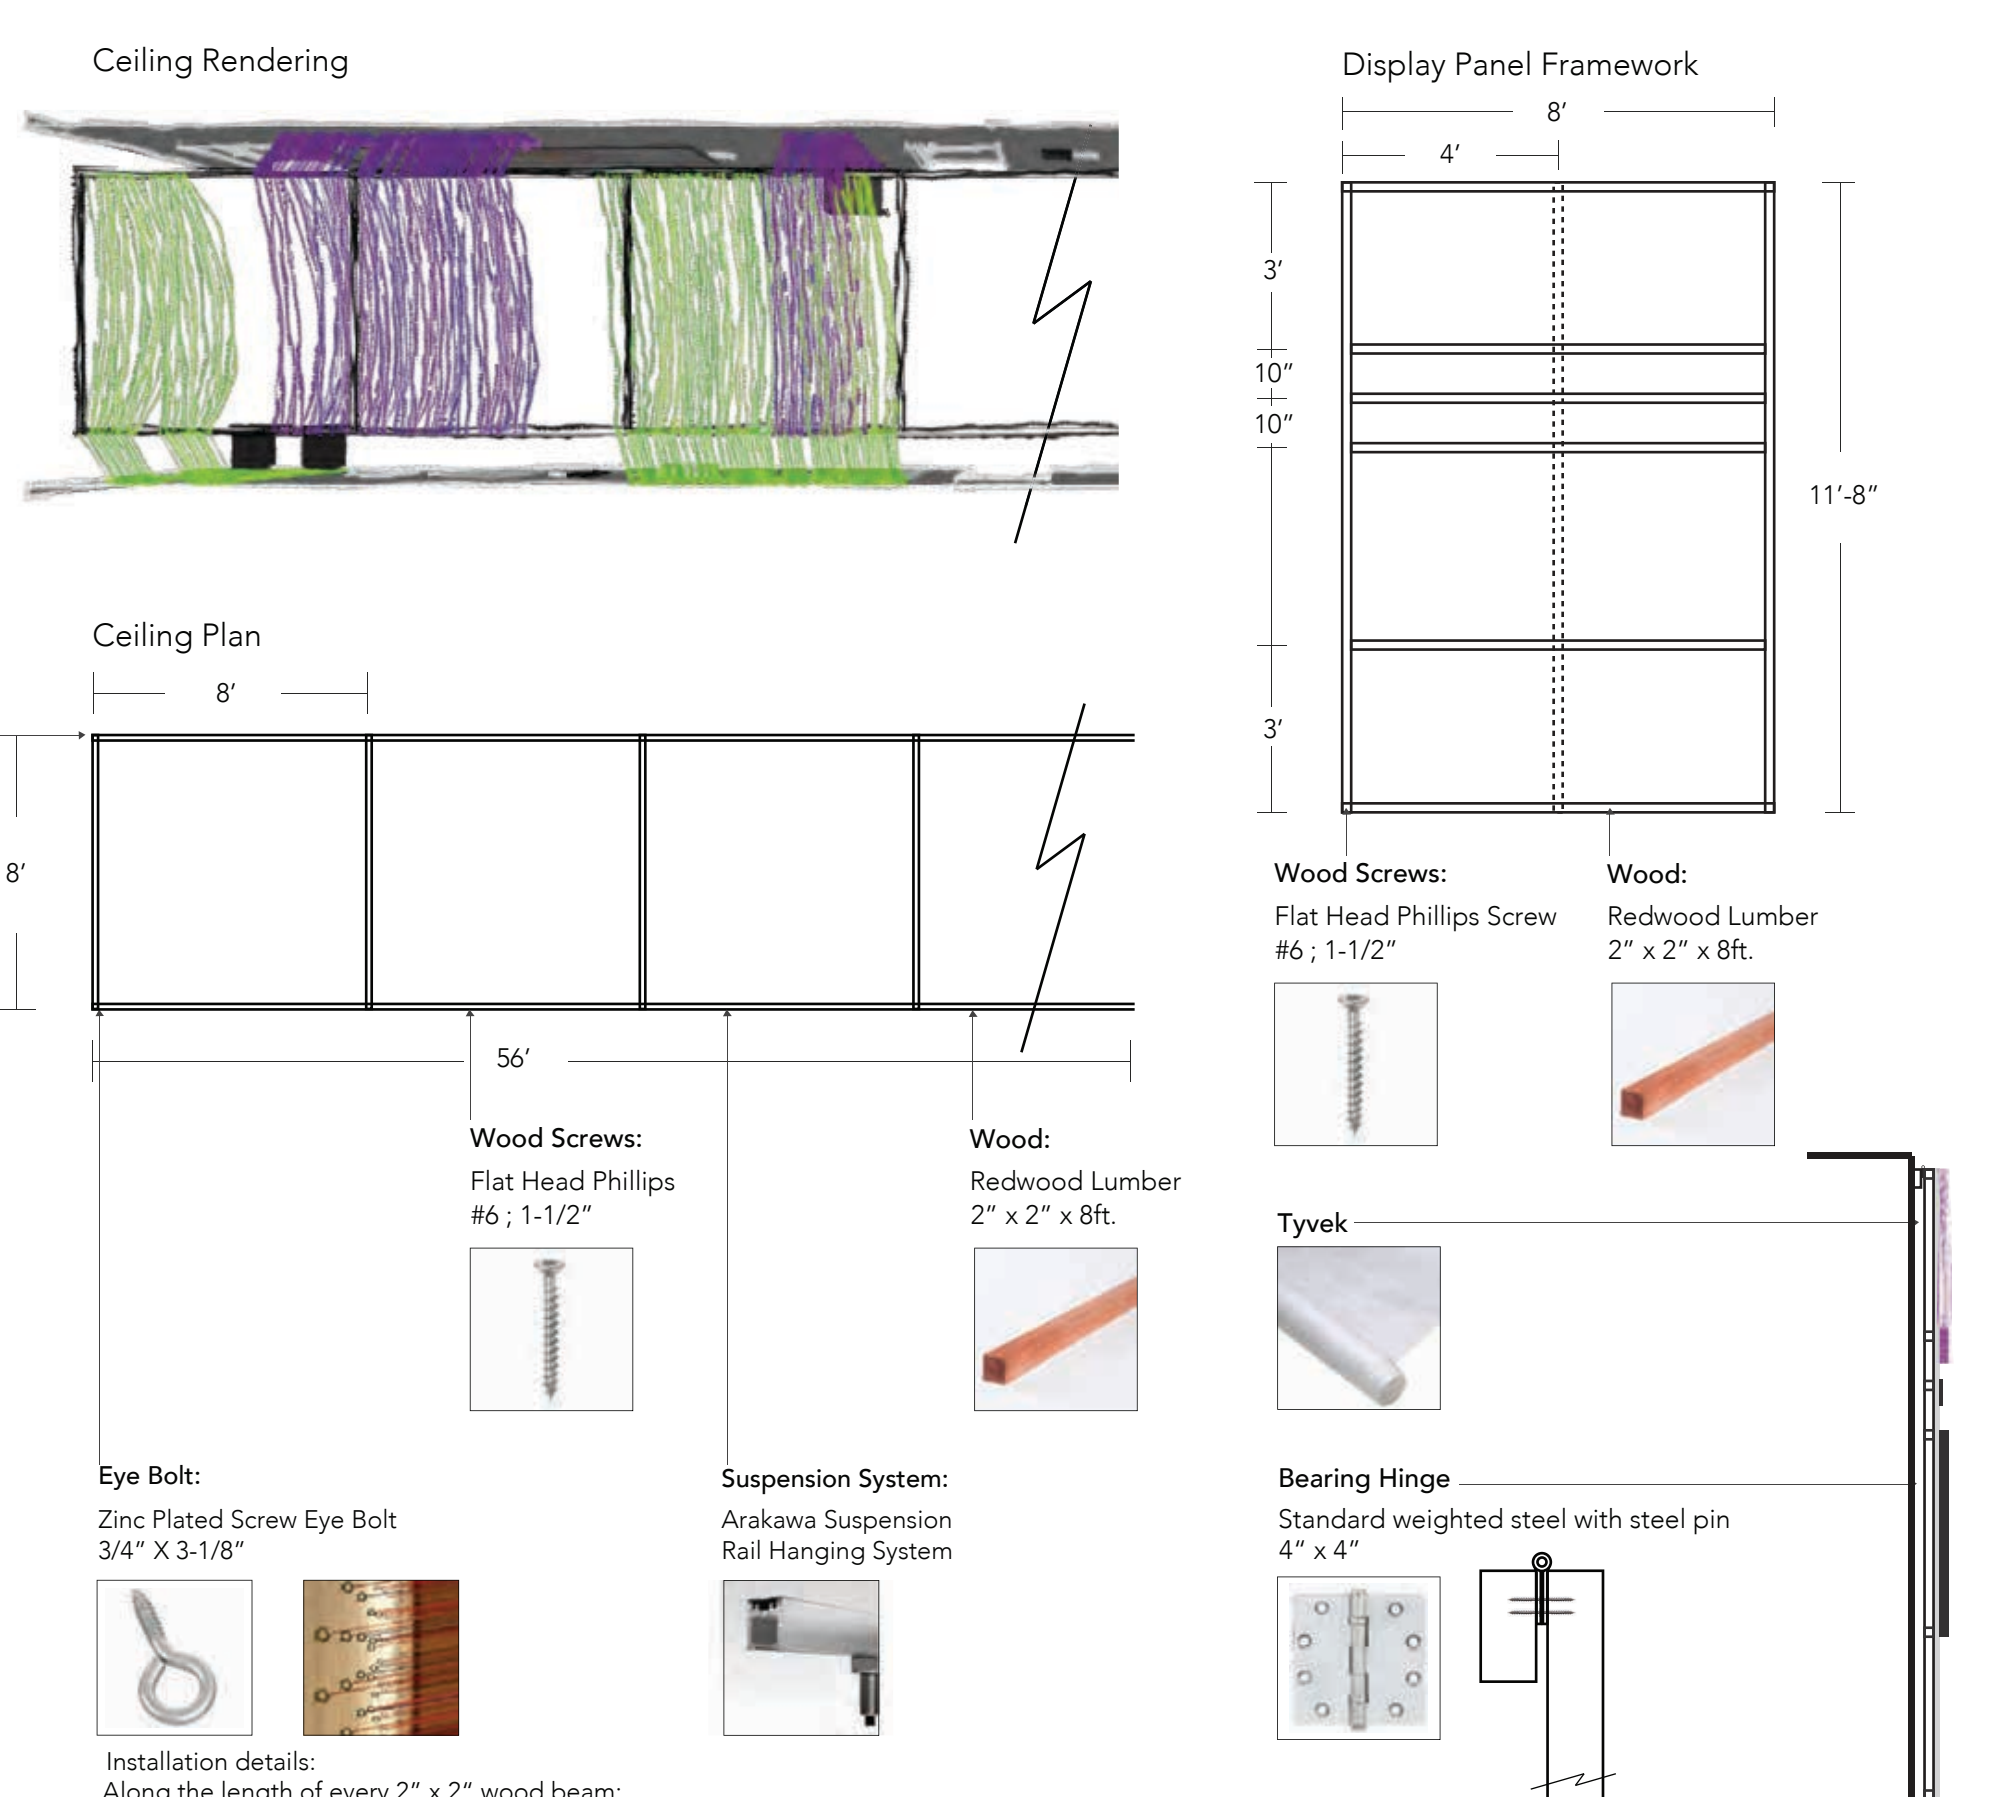 Ceiling Rendering
Display Panel Framework
8’
4’
3’
10”
10”
11’-8”
3’
Ceiling Plan
8’
8’
56’
Wood Screws:
Flat Head Phillips Screw
#6 ; 1-1/2”
Wood:
Redwood Lumber
2” x 2” x 8ft.
Wood Screws:
Flat Head Phillips
#6 ; 1-1/2”
Wood:
Redwood Lumber
2” x 2” x 8ft.
Tyvek
Eye Bolt:
Zinc Plated Screw Eye Bolt
3/4” X 3-1/8”
Suspension System:
Arakawa Suspension
Rail Hanging System
Bearing Hinge
Standard weighted steel with steel pin
4” x 4”
Installation details:
Along the length of every 2” x 2“ wood beam: